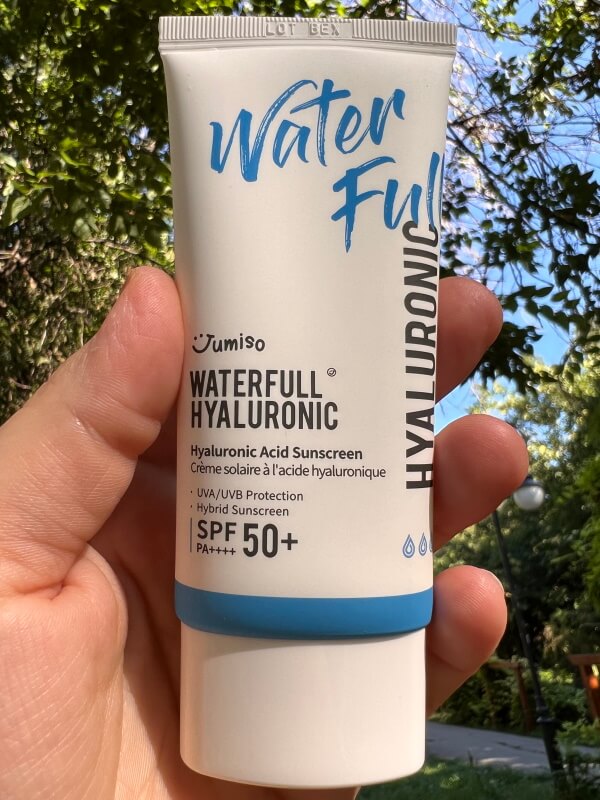 LOT BEX
Water
Full
HYALURONIC
Jumiso
WATERFULL
HYALURONIC
Hyaluronic Acid Sunscreen
Crème solaire à l'acide hyaluronique
· UVA/UVB Protection
· Hybrid Sunscreen
SPF 50+
PA++++